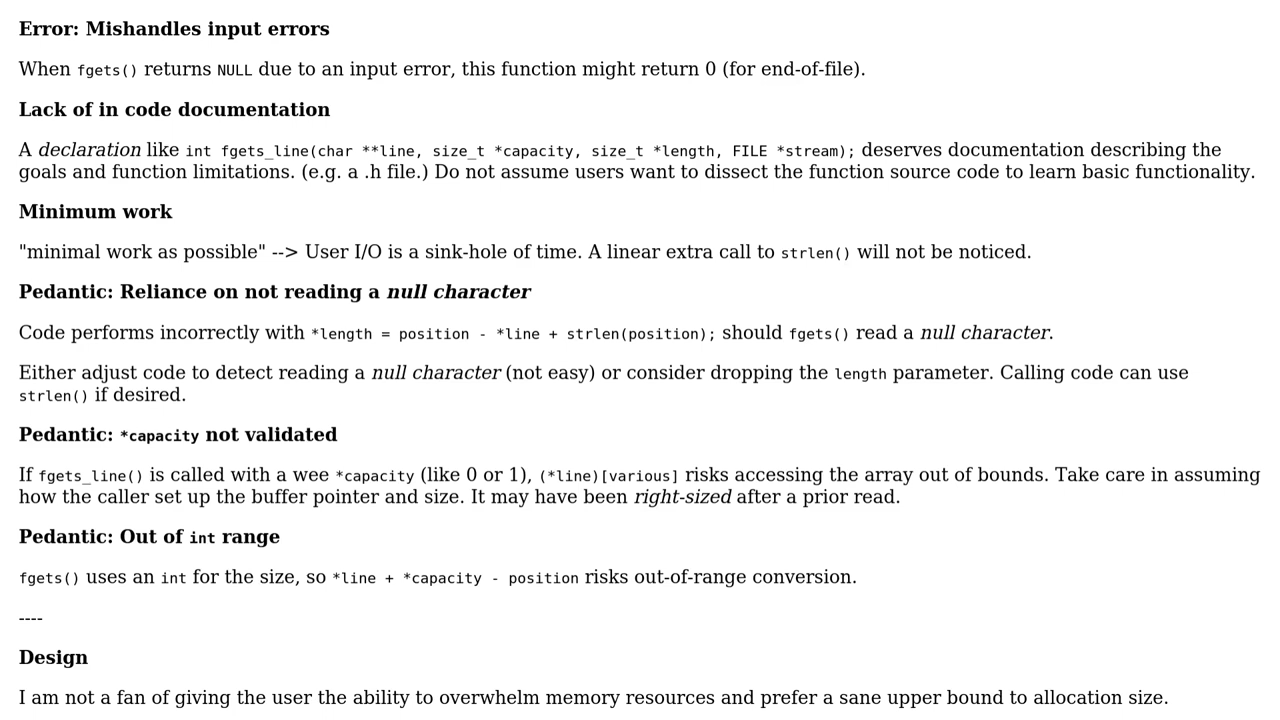 Error: Mishandles input errors
When fgets() returns NULL due to an input error, this function might return 0 (for end-of-file).
Lack of in code documentation
A declaration like int fgets_line(char **line, size_t *capacity, size_t *length, FILE *stream); deserves documentation describing the
goals and function limitations. (e.g. a .h file.) Do not assume users want to dissect the function source code to learn basic functionality.
Minimum work
"minimal work as possible" --> User I/O is a sink-hole of time. A linear extra call to strlen() will not be noticed.
Pedantic: Reliance on not reading a null character
Code performs incorrectly with *length = position - *line + strlen(position); should fgets() read a null character.
Either adjust code to detect reading a null character (not easy) or consider dropping the length parameter. Calling code can use
strlen() if desired.
Pedantic: *capacity not validated
If fgets_line() is called with a wee *capacity (like 0 or 1), (*line)[various] risks accessing the array out of bounds. Take care in assuming
how the caller set up the buffer pointer and size. It may have been right-sized after a prior read.
Pedantic: Out of int range
fgets() uses an int for the size, so *line + *capacity - position risks out-of-range conversion.
----
Design
I am not a fan of giving the user the ability to overwhelm memory resources and prefer a sane upper bound to allocation size.